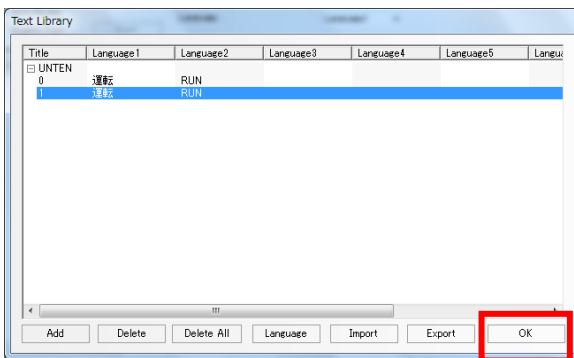 Text Library
Title Language1 Language2 Language3 Language4 Language5 Langua
UNTEN
0 運転 RUN
1 運転 RUN
Add Delete Delete All Language Import Export OK